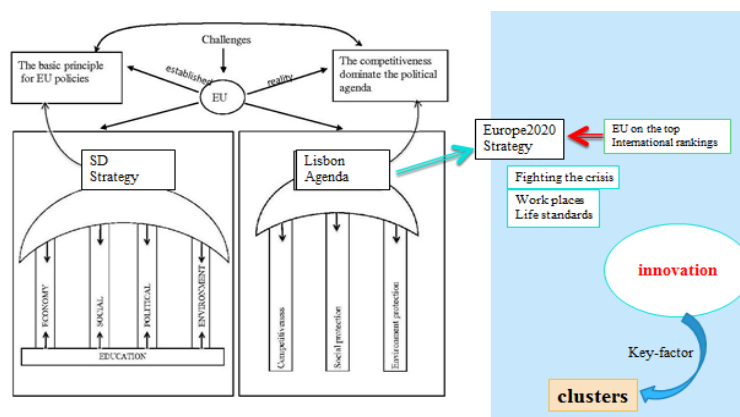 Challenges
The basic principle
for EU policies
established
reality
The competitiveness
dominate the political
agenda
EU
SD
Strategy
Lisbon
Agenda
ECONOMY
SOCIAL
POLITICAL
ENVIRONMENT
EDUCATION
Competitiveness
Social protection
Environment protection
Europe2020
Strategy
EU on the top
International rankings
Fighting the crisis
Work places
Life standards
innovation
Key-factor
clusters